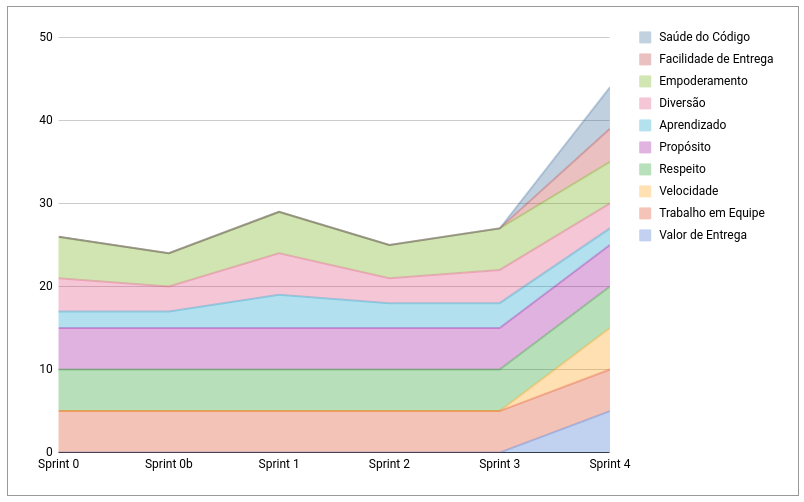 50
40
30
20
10
0
Sprint 0
Sprint 0b
Sprint 1
Sprint 2
Sprint 3
Sprint 4
Saúde do Código
Facilidade de Entrega
Empoderamento
Diversão
Aprendizado
Propósito
Respeito
Velocidade
Trabalho em Equipe
Valor de Entrega